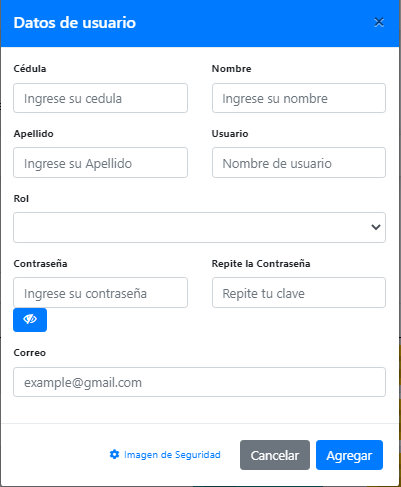 Datos de usuario ×
Cédula Nombre
Ingrese su cedula Ingrese su nombre
Apellido Usuario
Ingrese su Apellido Nombre de usuario
Rol
Contraseña Repite la Contraseña
Ingrese su contraseña Repite tu clave
Correo
example@gmail.com
Imagen de Seguridad Cancelar Agregar